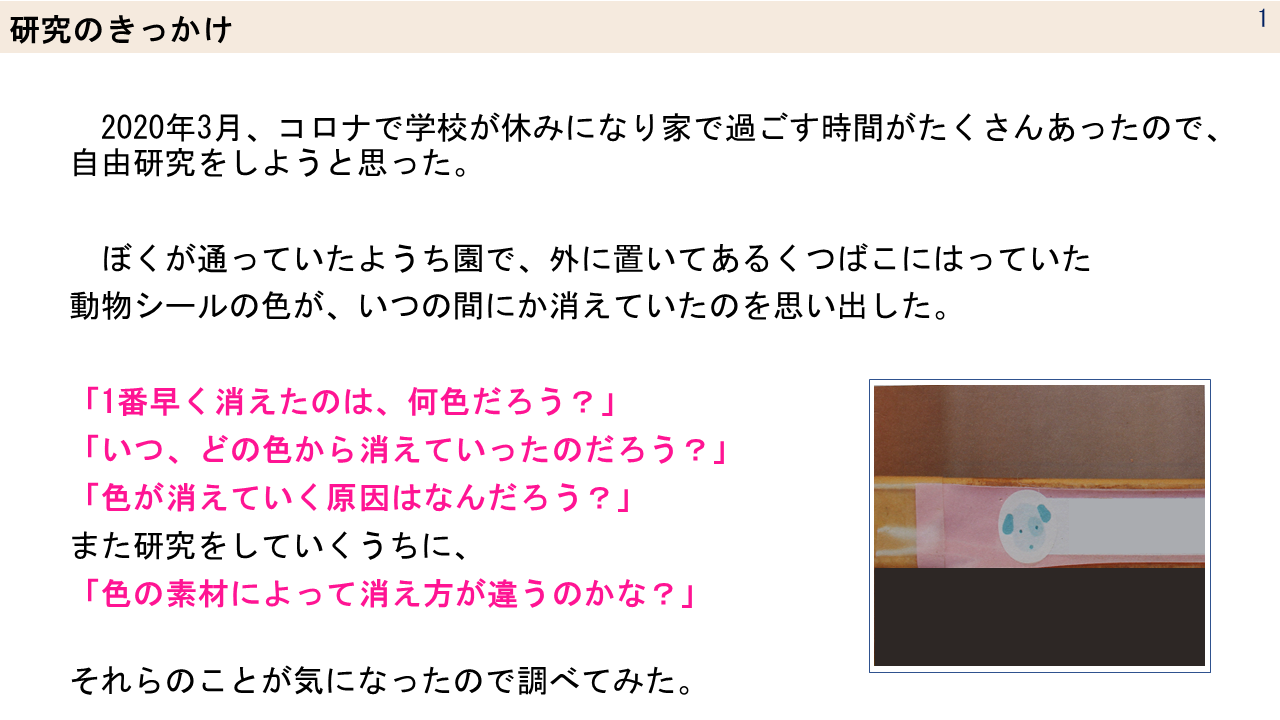 研究のきっかけ
1
　2020年3月、コロナで学校が休みになり家で過ごす時間がたくさんあったので、
自由研究をしようと思った。
　ぼくが通っていたようち園で、外に置いてあるくつばこにはっていた
動物シールの色が、いつの間にか消えていたのを思い出した。
「1番早く消えたのは、何色だろう？」
「いつ、どの色から消えていったのだろう？」
「色が消えていく原因はなんだろう？」
また研究をしていくうちに、
「色の素材によって消え方が違うのかな？」
それらのことが気になったので調べてみた。